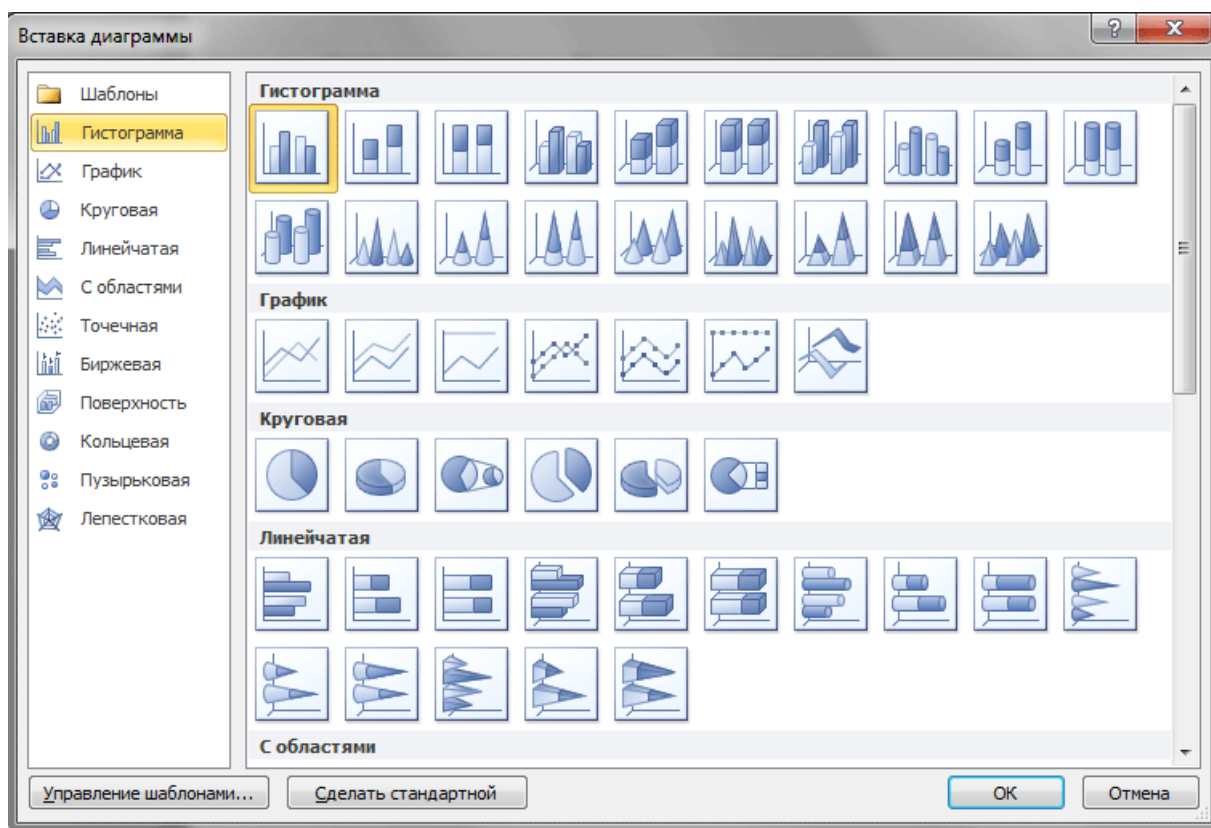 Вставка диаграммы
Шаблоны
Гистограмма
График
Круговая
Линейчатая
С областями
Точечная
Биржевая
Поверхность
Кольцевая
Пузырьковая
Лепестковая
Гистограмма
График
Круговая
Линейчатая
С областями
Управление шаблонами...
Сделать стандартной
ОК
Отмена